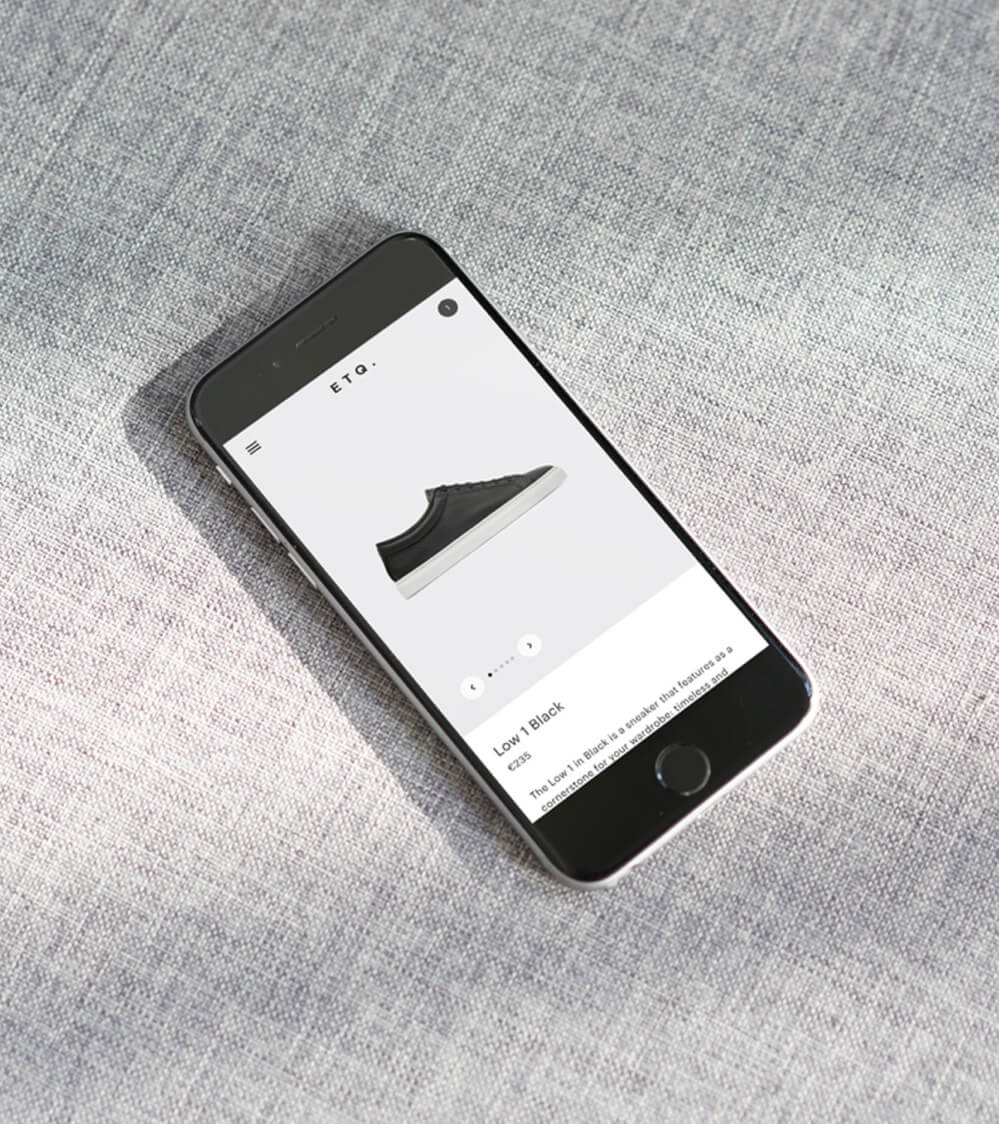 ETQ.
Low 1 Black
€235
The Low 1 in Black is a sneaker that features as a
cornerstone for your wardrobe: timeless and